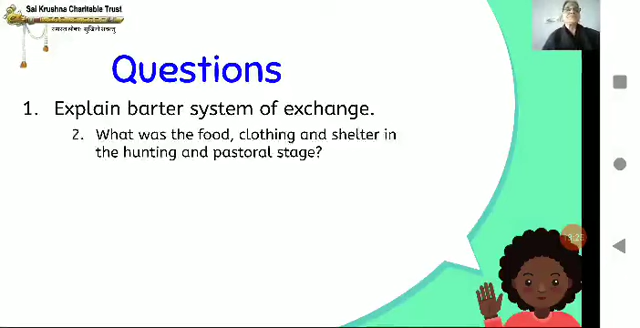 Sai Krushna Charitable Trust
Questions
1. Explain barter system of exchange.
2. What was the food, clothing and shelter in
the hunting and pastoral stage?